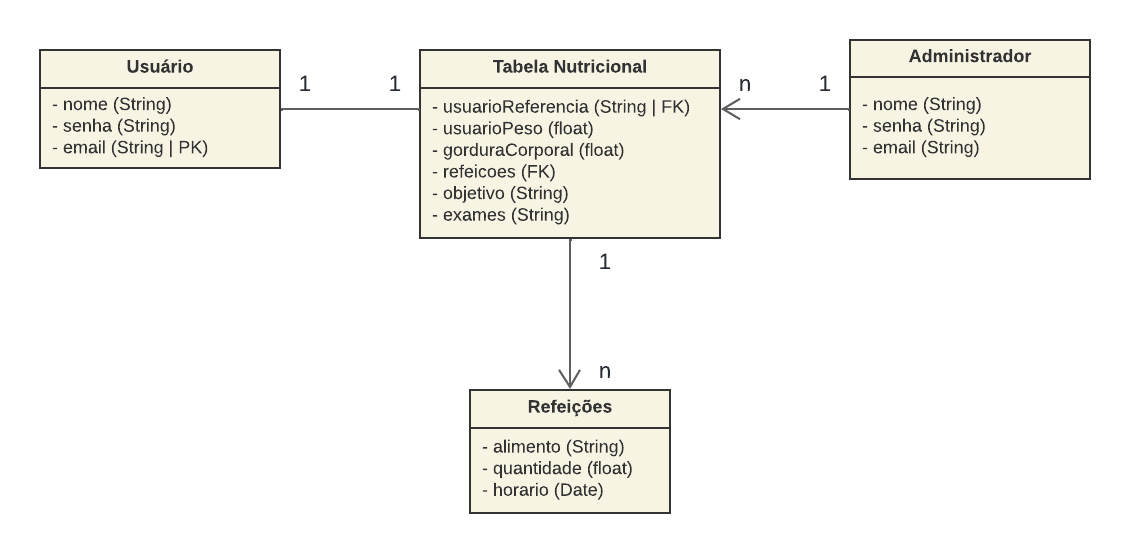 Usuário
- nome (String)
- senha (String)
- email (String | PK)
1
1
Tabela Nutricional
- usuarioReferencia (String | FK)
- usuarioPeso (float)
- gorduraCorporal (float)
- refeicoes (FK)
- objetivo (String)
- exames (String)
n
1
Administrador
- nome (String)
- senha (String)
- email (String)
1
n
Refeições
- alimento (String)
- quantidade (float)
- horario (Date)